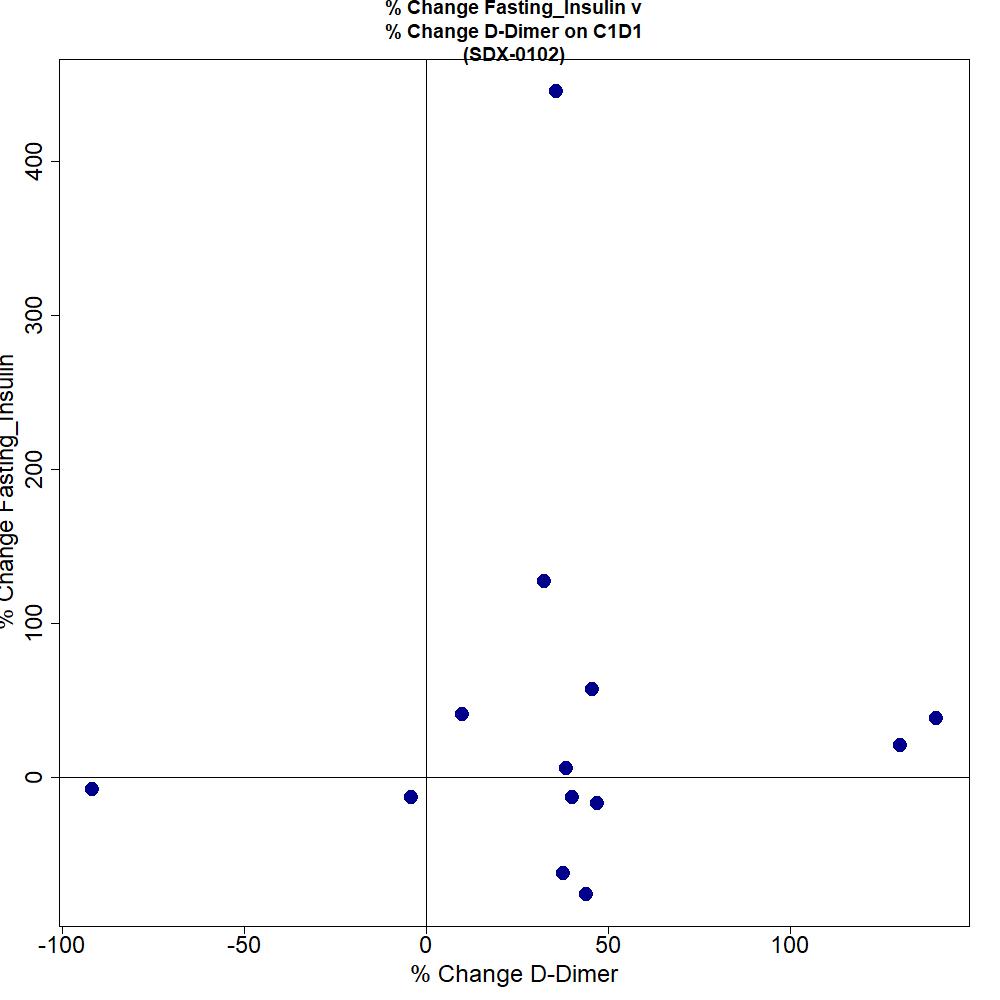 % Change Fasting_Insulin v
% Change D-Dimer on C1D1
(SDX-0102)
% Change Fasting_Insulin
400
300
200
100
0
-100
-50
0
50
100
% Change D-Dimer